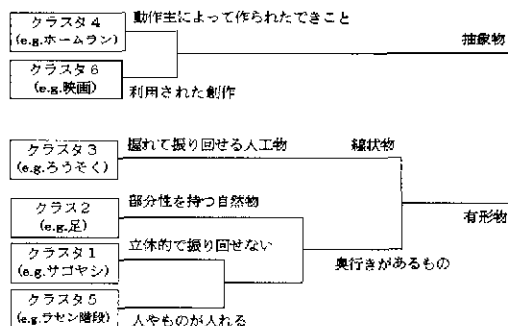 クラスタ4
(e.g.ホームラン)
動作主によって作られたできこと
抽象物
クラスタ6
(e.g.映画)
利用された創作
クラスタ3
(e.g.ろうそく)
握れて振り回せる人工物
線状物
クラス2
(e.g.足)
部分性を持つ自然物
有形物
クラスタ1
(e.g.サゴヤシ)
立体的で振り回せない
奥行きがあるもの
クラスタ5
(e.g.ラセン階段)
人やものが入れる